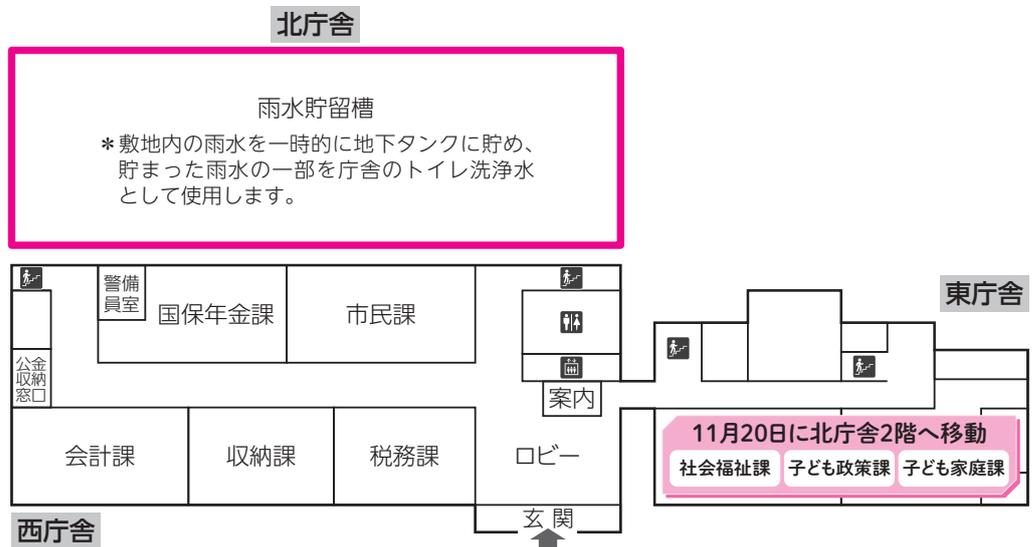 北庁舎
雨水貯留槽
＊敷地内の雨水を一時的に地下タンクに貯め、
貯まった雨水の一部を庁舎のトイレ洗浄水
として使用します。
警備
員室
国保年金課
市民課
東庁舎
公金
収納
窓口
案内
会計課
収納課
税務課
ロビー
11月20日に北庁舎2階へ移動
社会福祉課
子ども政策課
子ども家庭課
玄関
西庁舎